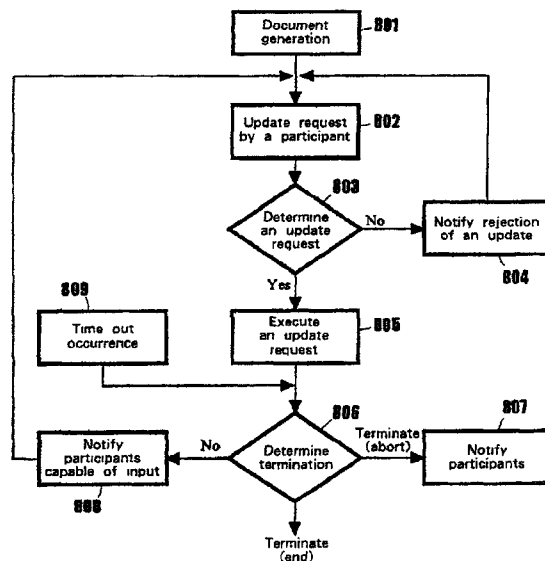 Document
generation
801
Update request
by a participant
802
803
Determine
an update
request
No
Notify rejection
of an update
804
Yes
809
Time out
occurrence
Execute
an update
request
805
806
Determine
termination
No
Notify
participants
capable of input
808
Terminate
(abort)
807
Notify
participants
Terminate
(end)